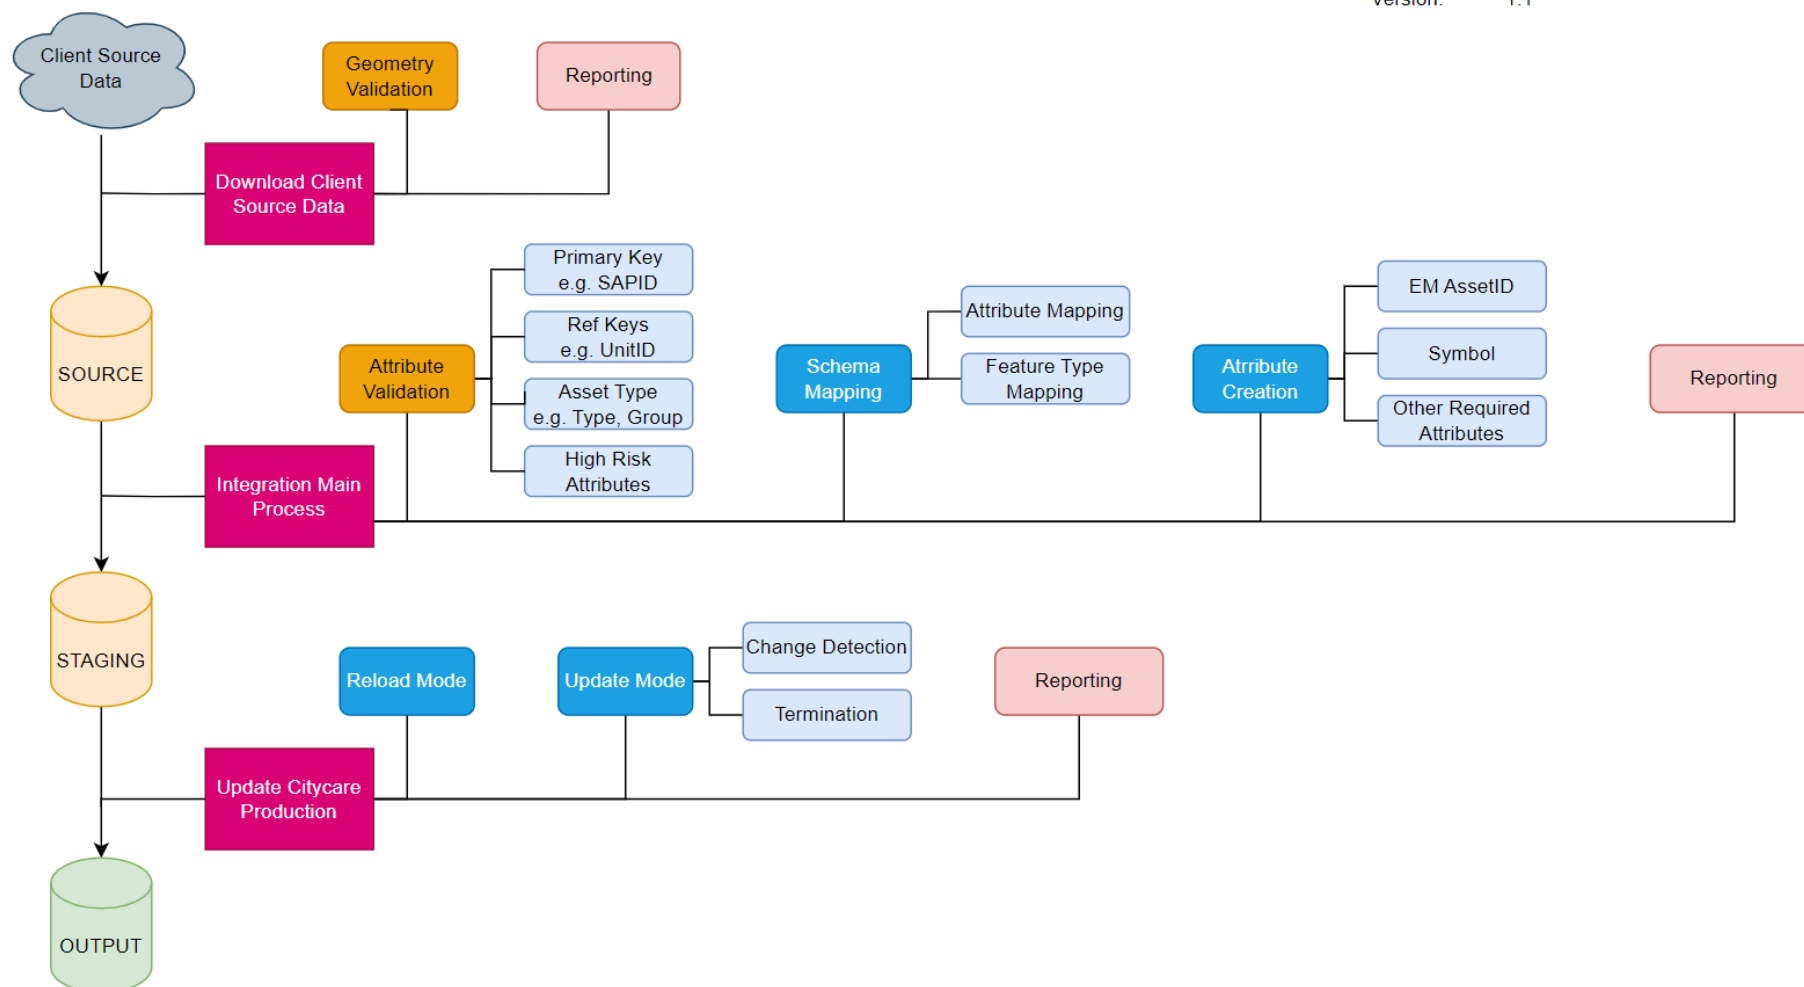 Version: 1.1
Client Source
Data
Geometry
Validation
Reporting
Download Client
Source Data
Primary Key
e.g. SAPID
Ref Keys
e.g. UnitID
Asset Type
e.g. Type, Group
High Risk
Attributes
Attribute
Validation
Attribute Mapping
Feature Type
Mapping
Schema
Mapping
EM AssetID
Symbol
Other Required
Attributes
Atrribute
Creation
Reporting
SOURCE
Integration Main
Process
STAGING
Reload Mode
Update Mode
Change Detection
Termination
Reporting
Update Citycare
Production
OUTPUT